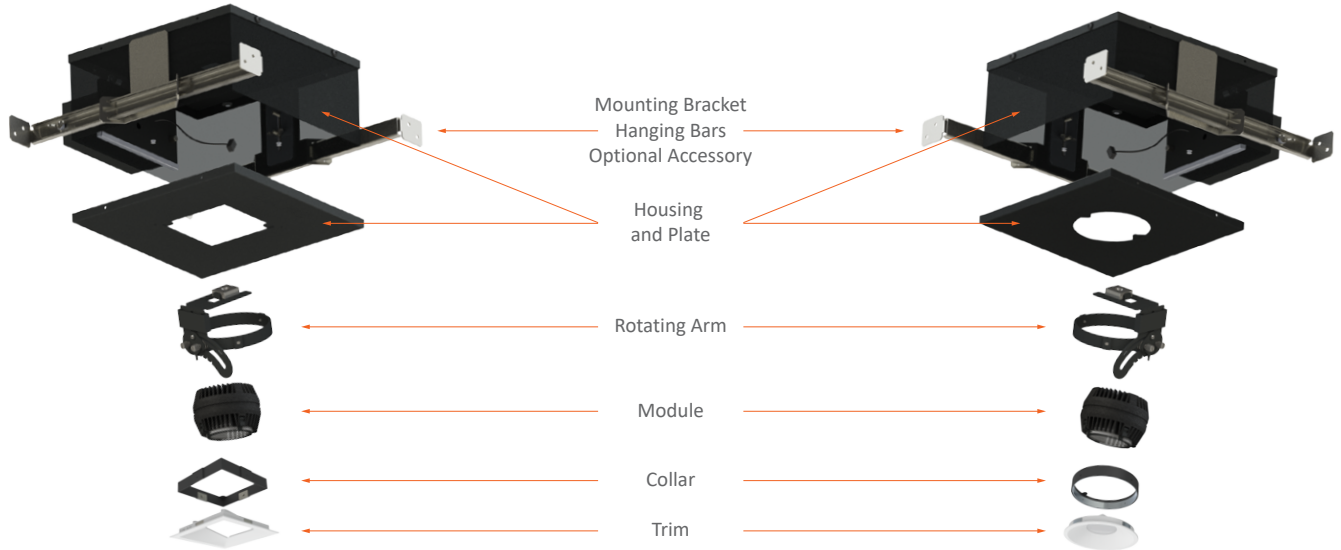 Mounting Bracket
Hanging Bars
Optional Accessory
Housing
and Plate
Rotating Arm
Module
Collar
Trim